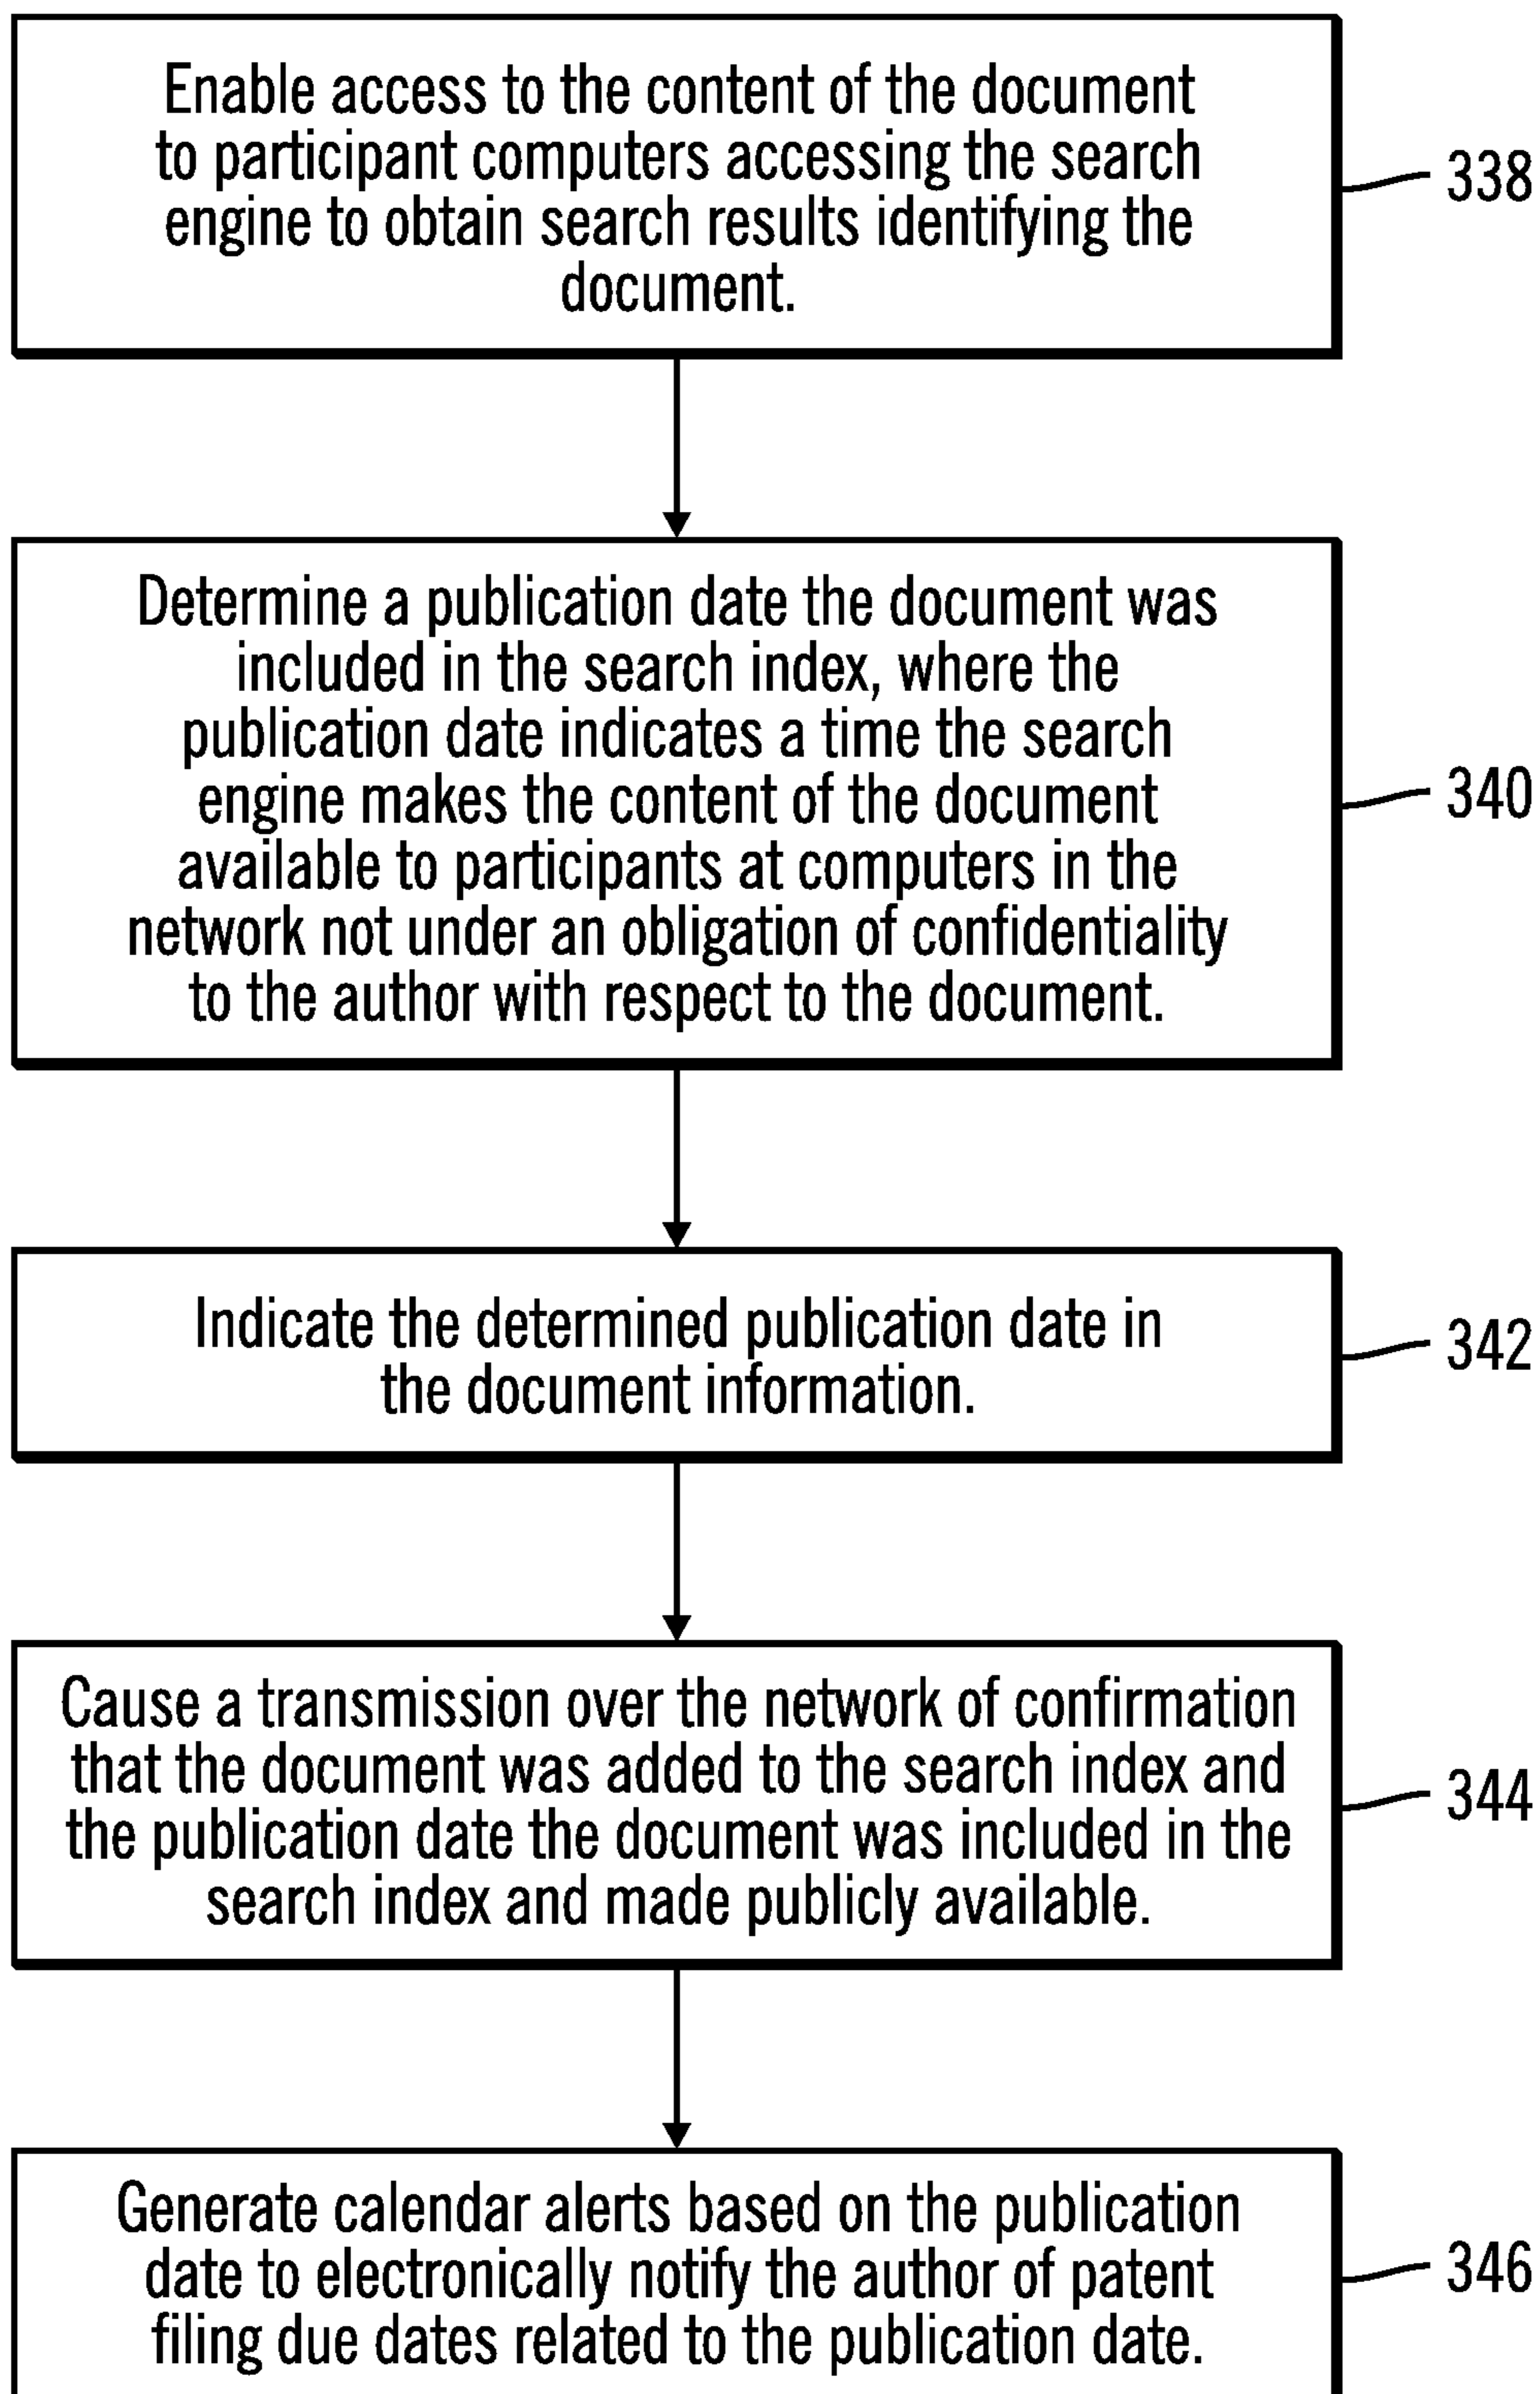 Enable access to the content of the document
to participant computers accessing the search
engine to obtain search results identifying the
document.
338
Determine a publication date the document was
included in the search index, where the
publication date indicates a time the search
engine makes the content of the document
available to participants at computers in the
network not under an obligation of confidentiality
to the author with respect to the document.
340
Indicate the determined publication date in
the document information.
342
Cause a transmission over the network of confirmation
that the document was added to the search index and
the publication date the document was included in the
search index and made publicly available.
344
Generate calendar alerts based on the publication
date to electronically notify the author of patent
filing due dates related to the publication date.
346